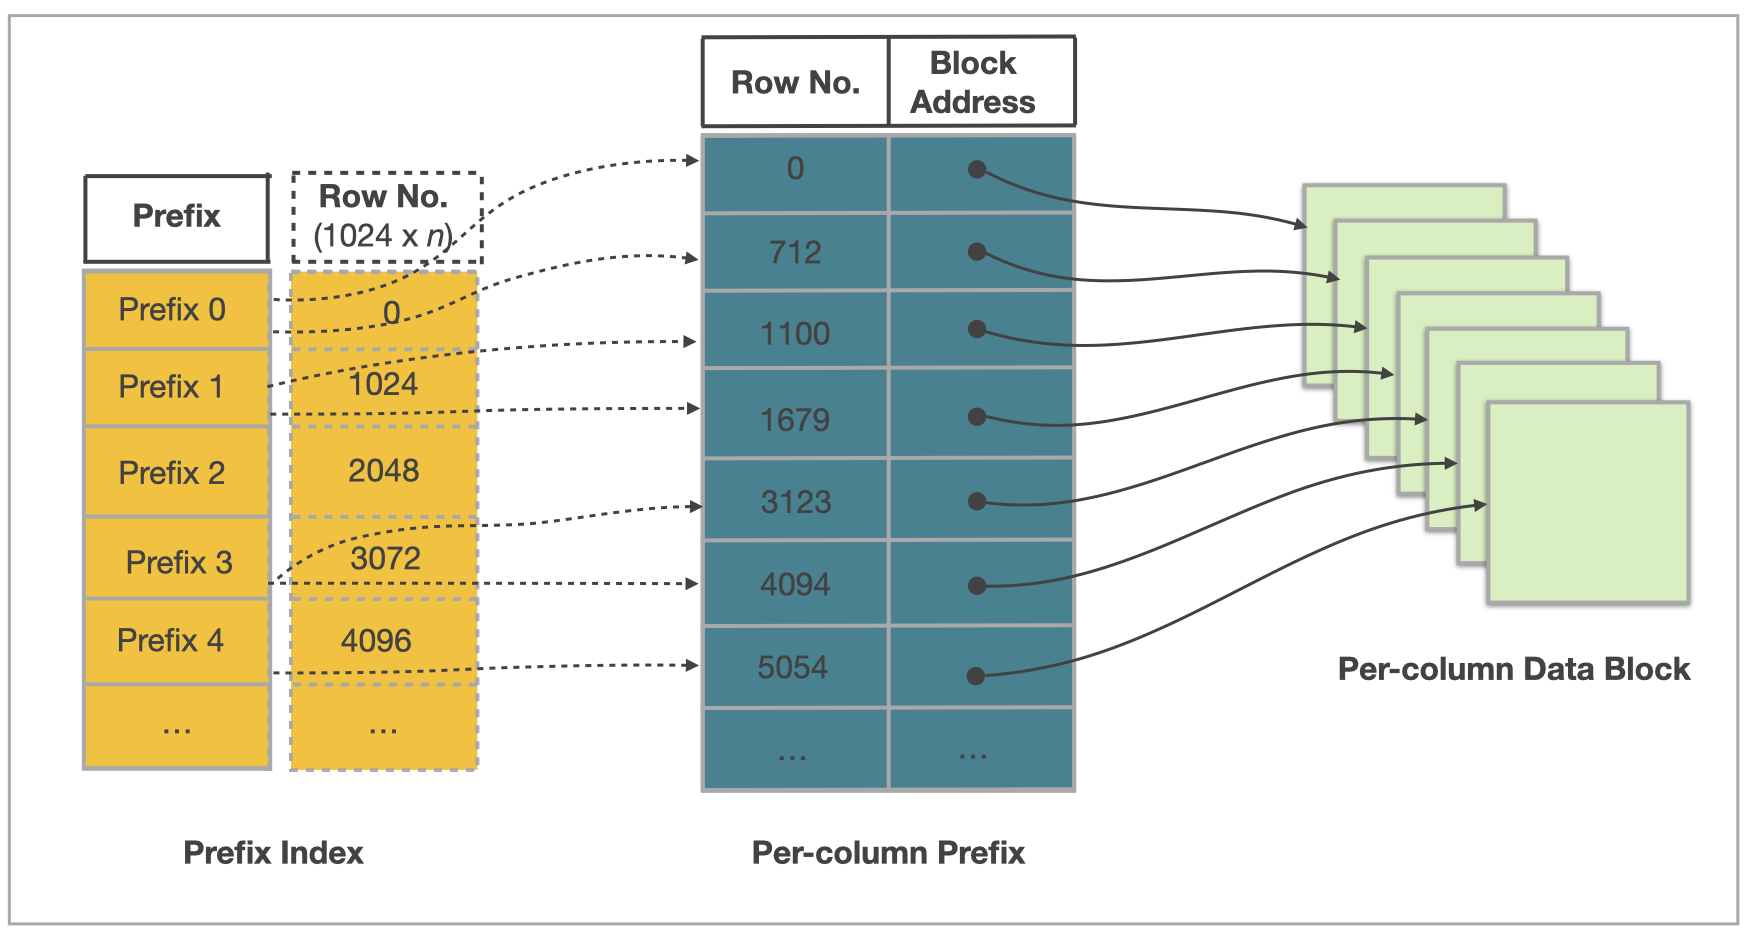 Prefix
Row No.
(1024 x n)
Prefix 0
0
Prefix 1
1024
Prefix 2
2048
Prefix 3
3072
Prefix 4
4096
...
...
Prefix Index
Row No.
Block
Address
0
712
1100
1679
3123
4094
5054
...
...
Per-column Prefix
Per-column Data Block